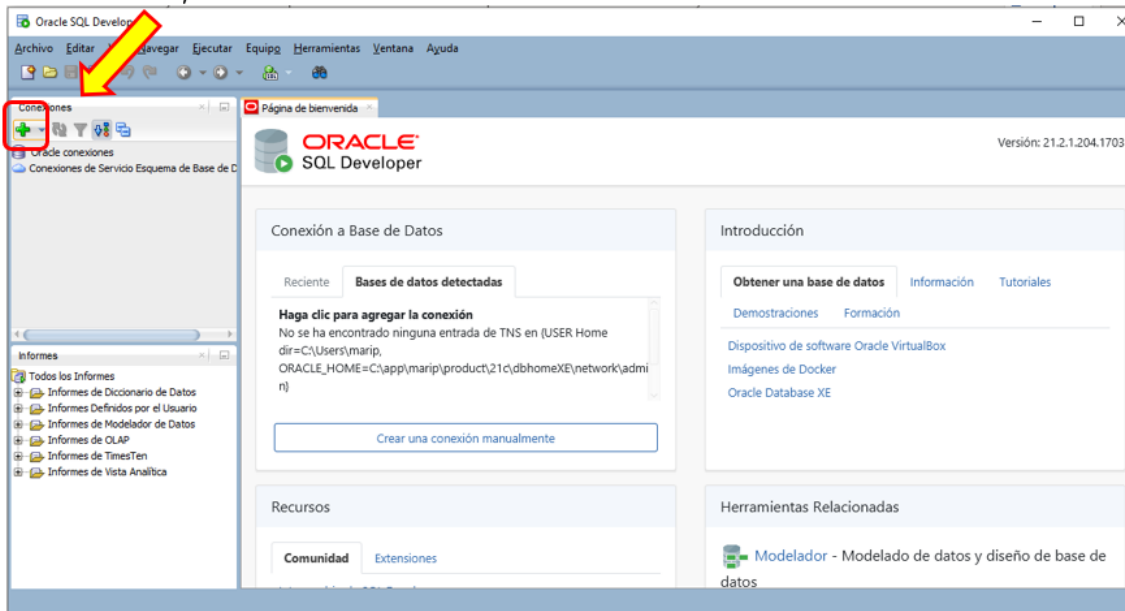 Oracle SQL Develop
Archivo Editar Navegar Ejecutar Equipo Herramientas Ventana Ayuda
Conexiones
Oracle conexiones
Conexiones de Servicio Esquema de Base de D
Informes
Todos los Informes
Informes de Diccionario de Datos
Informes Definidos por el Usuario
Informes de Modelador de Datos
Informes de OLAP
Informes de TimesTen
Informes de Vista Analítica
Página de bienvenida
ORACLE
SQL Developer
Versión: 21.2.1.204.1703
Conexión a Base de Datos
Reciente Bases de datos detectadas
Haga clic para agregar la conexión
No se ha encontrado ninguna entrada de TNS en (USER Home
dir=C:\Users\marip,
ORACLE_HOME=C:\app\marip\product\21c\dbhomeXE\network\admi
n)
Crear una conexión manualmente
Introducción
Obtener una base de datos Información Tutoriales
Demostraciones Formación
Dispositivo de software Oracle VirtualBox
Imágenes de Docker
Oracle Database XE
Recursos
Comunidad Extensiones
Herramientas Relacionadas
Modelador - Modelado de datos y diseño de base de
datos